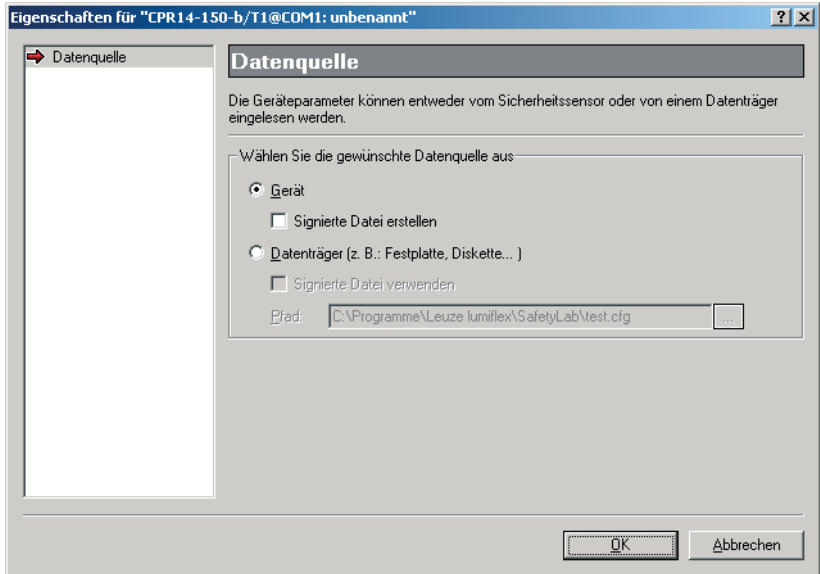 Eigenschaften für "CPR14-150-b/T1@COM1: unbenannt"
Datenquelle
Datenquelle
Die Geräteparameter können entweder vom Sicherheitssensor oder von einem Datenträger
eingelesen werden.
Wählen Sie die gewünschte Datenquelle aus
Gerät
Signierte Datei erstellen
Datenträger (z. B.: Festplatte, Diskette... )
Signierte Datei verwenden
Pfad: C:\Programme\Leuze lumiflex\SafetyLab\test.cfg ...
OK Abbrechen